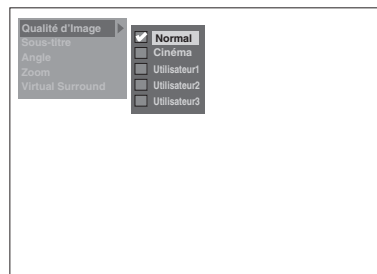 Qualité d'Image
Sous-titre
Angle
Zoom
Virtual Surround
Normal
Cinéma
Utilisateur1
Utilisateur2
Utilisateur3